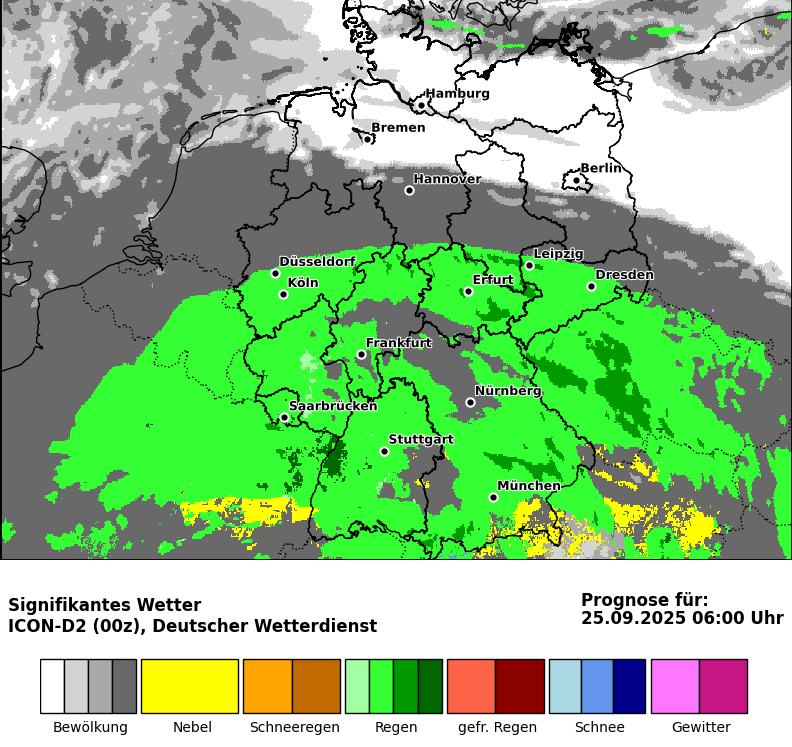 Hamburg
Bremen
Berlin
Hannover
Düsseldorf
Leipzig
Köln
Erfurt
Dresden
Frankfurt
Nürnberg
Saarbrücken
Stuttgart
München
Signifikantes Wetter
ICON-D2 (00z), Deutscher Wetterdienst
Prognose für:
25.09.2025 06:00 Uhr
Bewölkung Nebel Schneeregen Regen gefr. Regen Schnee Gewitter